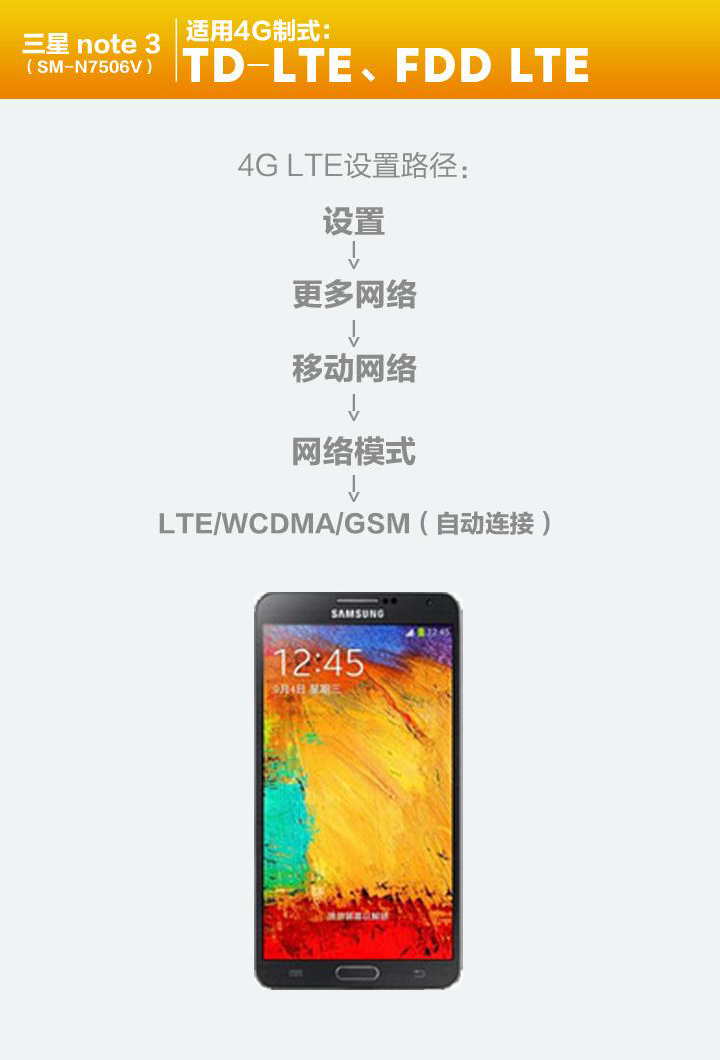 三星 note 3
（SM-N7506V）
适用4G制式：
TD-LTE、FDD LTE
4G LTE设置路径：
设置
更多网络
移动网络
网络模式
LTE/WCDMA/GSM（自动连接）
SAMSUNG
12:45
12:45
9月4日 星期三